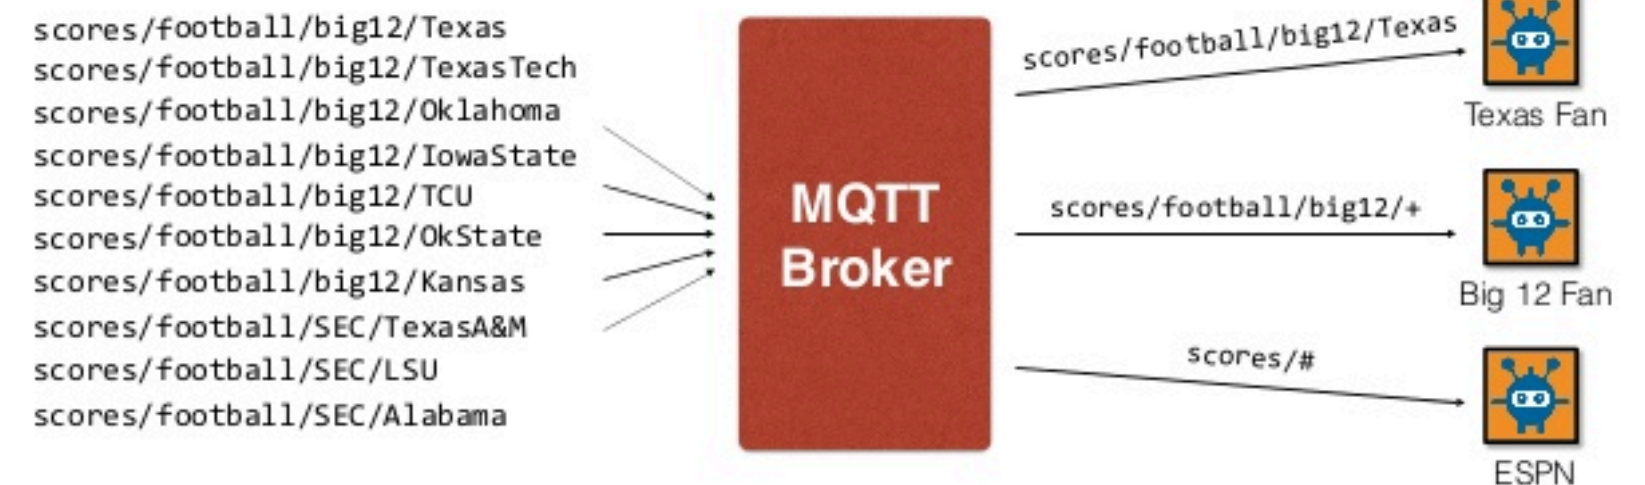 scores/football/big12/Texas
scores/football/big12/TexasTech
scores/football/big12/Oklahoma
scores/football/big12/IowaState
scores/football/big12/TCU
scores/football/big12/OkState
scores/football/big12/Kansas
scores/football/SEC/TexasA&M
scores/football/SEC/LSU
scores/football/SEC/Alabama
MQTT
Broker
scores/football/big12/Texas
Texas Fan
scores/football/big12/+
Big 12 Fan
scores/#
ESPN